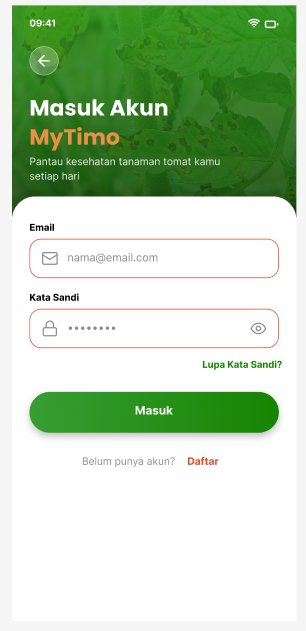 09:41
Masuk Akun
MyTimo
Pantau kesehatan tanaman tomat kamu
setiap hari
Email
nama@email.com
Kata Sandi
••••••••
Lupa Kata Sandi?
Masuk
Belum punya akun? Daftar